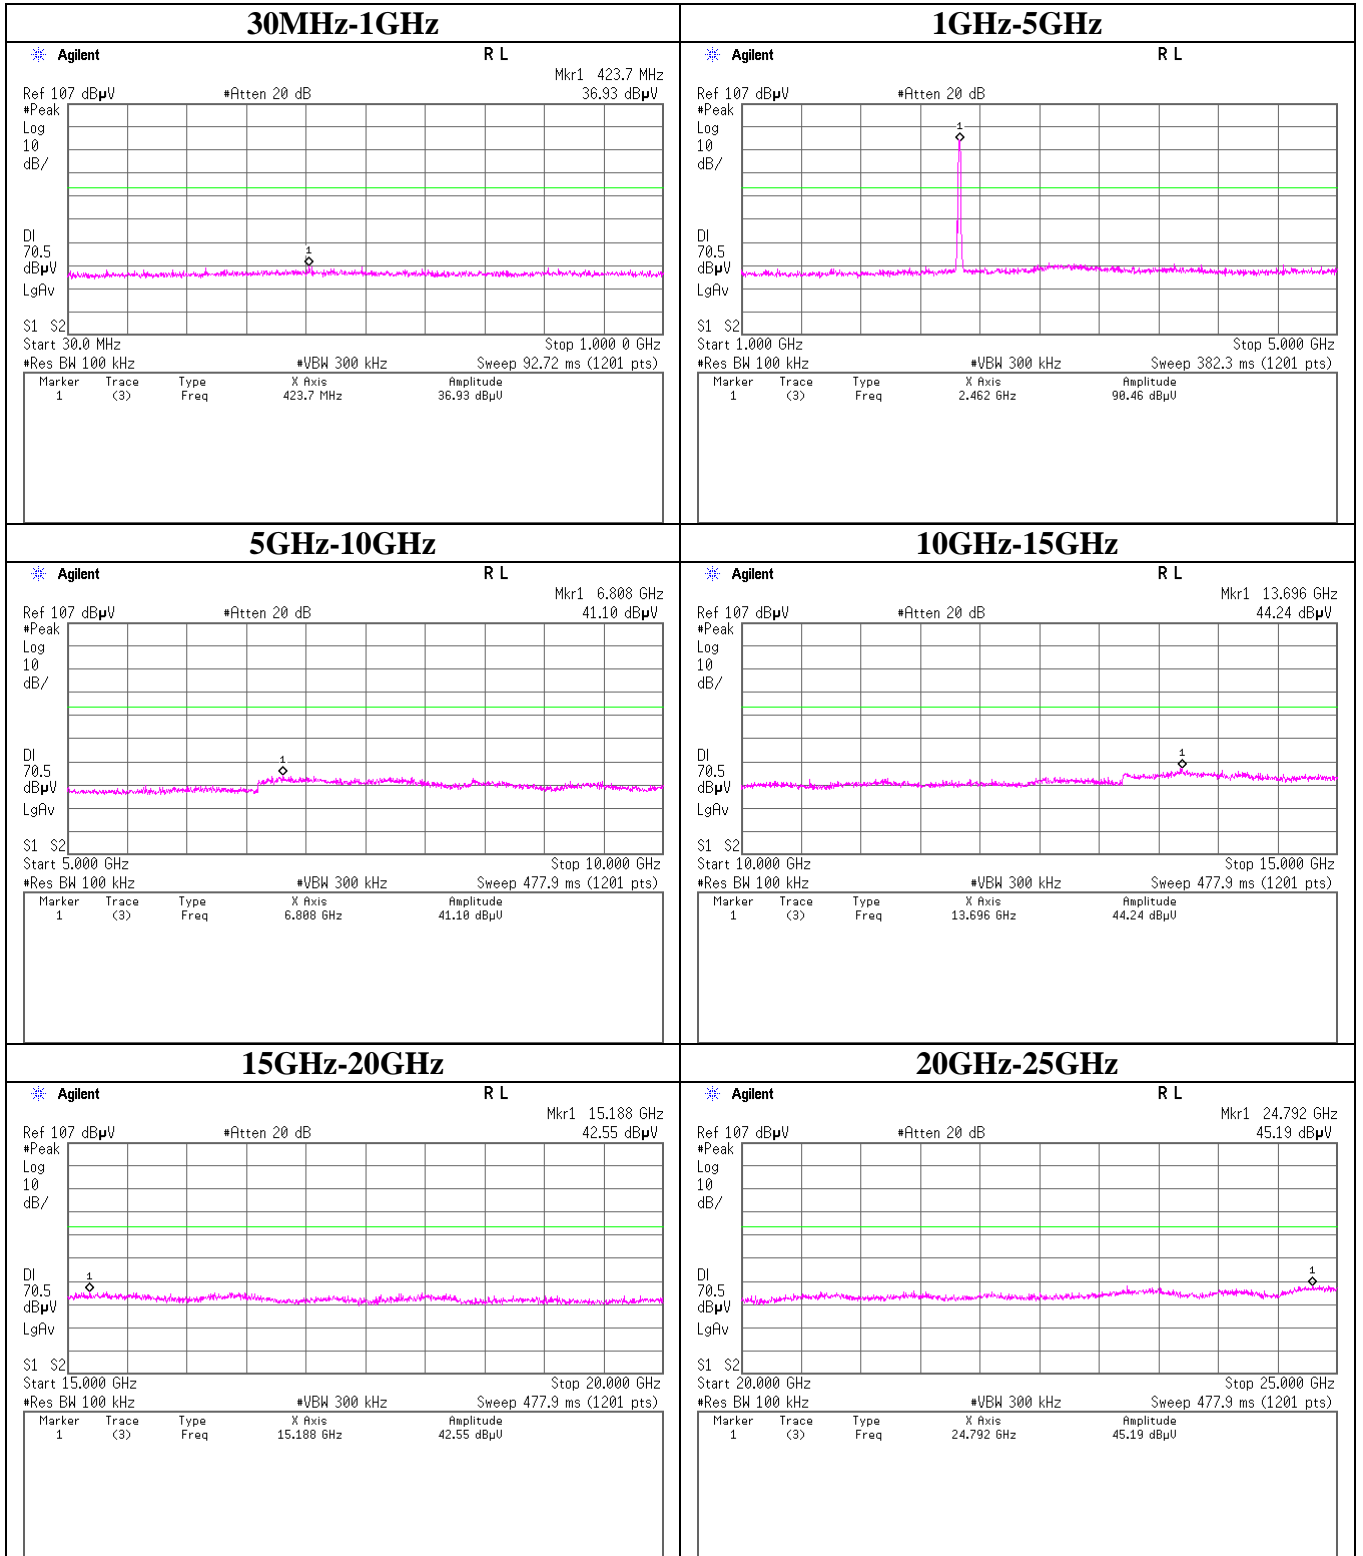 30MHz-1GHz
Agilent R L
Mkr1 423.7 MHz
Ref 107 dBµV #Atten 20 dB 36.93 dBµV
#Peak
Log
10
dB/
1
DI
70.5
dBµV
LgAv
S1 S2
Start 30.0 MHz Stop 1.000 0 GHz
#Res BW 100 kHz #VBW 300 kHz Sweep 92.72 ms (1201 pts)
Marker Trace Type X Axis Amplitude
1 (3) Freq 423.7 MHz 36.93 dBµV
1GHz-5GHz
Agilent R L
Ref 107 dBµV #Atten 20 dB
#Peak
Log
10
dB/
1
DI
70.5
dBµV
LgAv
S1 S2
Start 1.000 GHz Stop 5.000 GHz
#Res BW 100 kHz #VBW 300 kHz Sweep 382.3 ms (1201 pts)
Marker Trace Type X Axis Amplitude
1 (3) Freq 2.462 GHz 90.46 dBµV
5GHz-10GHz
Agilent R L
Mkr1 6.808 GHz
Ref 107 dBµV #Atten 20 dB 41.10 dBµV
#Peak
Log
10
dB/
1
DI
70.5
dBµV
LgAv
S1 S2
Start 5.000 GHz Stop 10.000 GHz
#Res BW 100 kHz #VBW 300 kHz Sweep 477.9 ms (1201 pts)
Marker Trace Type X Axis Amplitude
1 (3) Freq 6.808 GHz 41.10 dBµV
10GHz-15GHz
Agilent R L
Mkr1 13.696 GHz
Ref 107 dBµV #Atten 20 dB 44.24 dBµV
#Peak
Log
10
dB/
1
DI
70.5
dBµV
LgAv
S1 S2
Start 10.000 GHz Stop 15.000 GHz
#Res BW 100 kHz #VBW 300 kHz Sweep 477.9 ms (1201 pts)
Marker Trace Type X Axis Amplitude
1 (3) Freq 13.696 GHz 44.24 dBµV
15GHz-20GHz
Agilent R L
Mkr1 15.188 GHz
Ref 107 dBµV #Atten 20 dB 42.55 dBµV
#Peak
Log
10
dB/
1
DI
70.5
dBµV
LgAv
S1 S2
Start 15.000 GHz Stop 20.000 GHz
#Res BW 100 kHz #VBW 300 kHz Sweep 477.9 ms (1201 pts)
Marker Trace Type X Axis Amplitude
1 (3) Freq 15.188 GHz 42.55 dBµV
20GHz-25GHz
Agilent R L
Mkr1 24.792 GHz
Ref 107 dBµV #Atten 20 dB 45.19 dBµV
#Peak
Log
10
dB/
1
DI
70.5
dBµV
LgAv
S1 S2
Start 20.000 GHz Stop 25.000 GHz
#Res BW 100 kHz #VBW 300 kHz Sweep 477.9 ms (1201 pts)
Marker Trace Type X Axis Amplitude
1 (3) Freq 24.792 GHz 45.19 dBµV